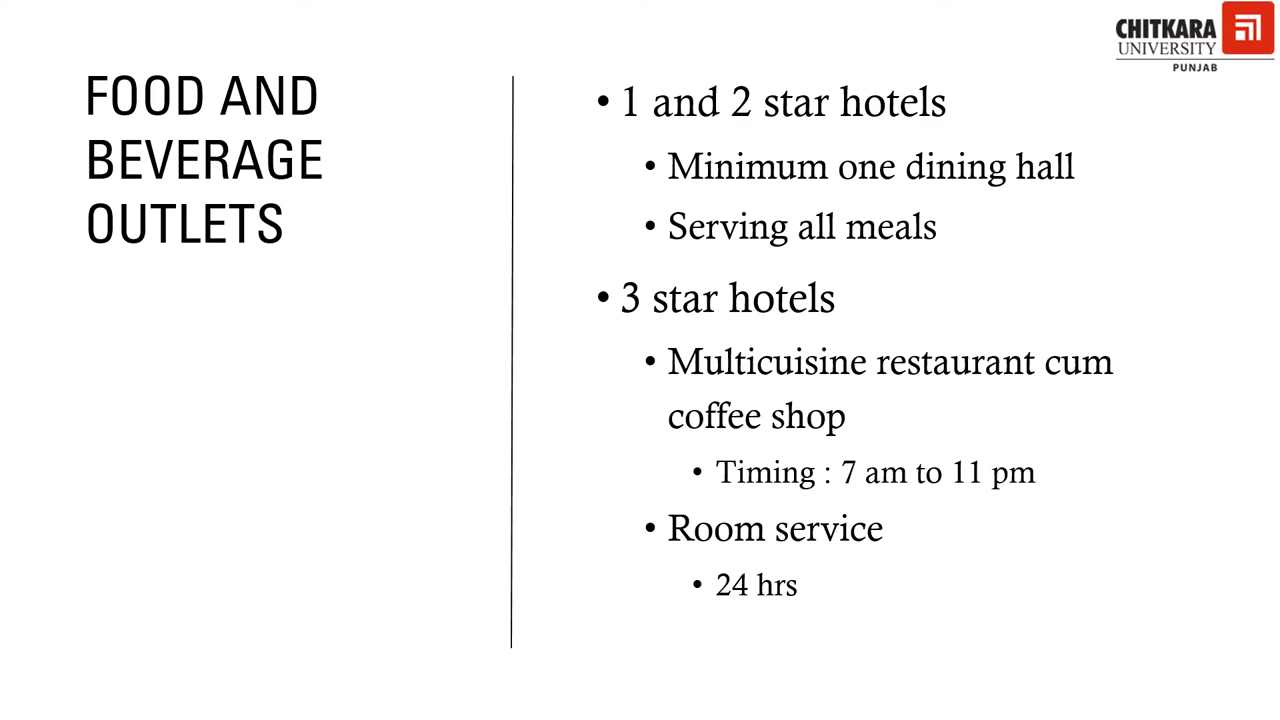 CHITKARA
UNIVERSITY
PUNJAB
FOOD AND
BEVERAGE
OUTLETS
• 1 and 2 star hotels
• Minimum one dining hall
• Serving all meals
• 3 star hotels
• Multicuisine restaurant cum
coffee shop
• Timing : 7 am to 11 pm
• Room service
• 24 hrs